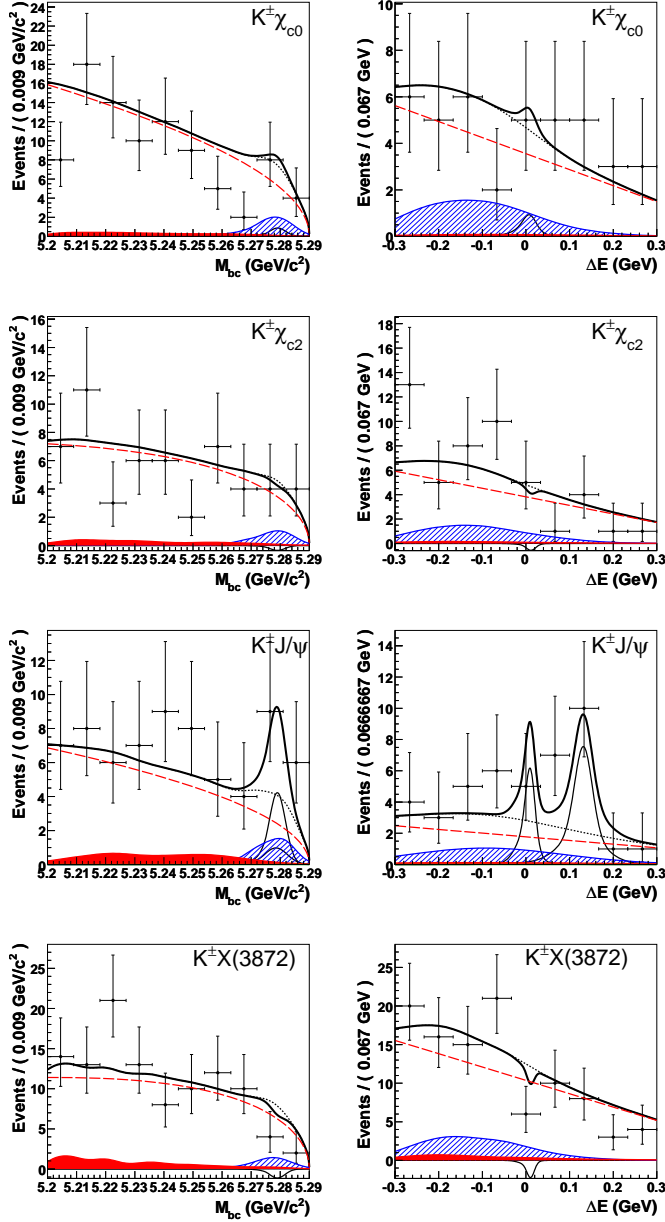 K±χc0
Events / ( 0.009 GeV/c² )
0 2 4 6 8 10 12 14 16 18 20 22 24
5.2 5.21 5.22 5.23 5.24 5.25 5.26 5.27 5.28 5.29
Mbc (GeV/c²)
K±χc0
Events / ( 0.067 GeV )
0 2 4 6 8 10
-0.3 -0.2 -0.1 0 0.1 0.2 0.3
ΔE (GeV)
K±χc2
Events / ( 0.009 GeV/c² )
0 2 4 6 8 10 12 14 16
5.2 5.21 5.22 5.23 5.24 5.25 5.26 5.27 5.28 5.29
Mbc (GeV/c²)
K±χc2
Events / ( 0.067 GeV )
0 2 4 6 8 10 12 14 16 18
-0.3 -0.2 -0.1 0 0.1 0.2 0.3
ΔE (GeV)
K±J/ψ
Events / ( 0.009 GeV/c² )
0 2 4 6 8 10 12
5.2 5.21 5.22 5.23 5.24 5.25 5.26 5.27 5.28 5.29
Mbc (GeV/c²)
K±J/ψ
Events / ( 0.0666667 GeV )
0 2 4 6 8 10 12 14
-0.3 -0.2 -0.1 0 0.1 0.2 0.3
ΔE (GeV)
K±X(3872)
Events / ( 0.009 GeV/c² )
0 5 10 15 20 25
5.2 5.21 5.22 5.23 5.24 5.25 5.26 5.27 5.28 5.29
Mbc (GeV/c²)
K±X(3872)
Events / ( 0.067 GeV )
0 5 10 15 20 25
-0.3 -0.2 -0.1 0 0.1 0.2 0.3
ΔE (GeV)